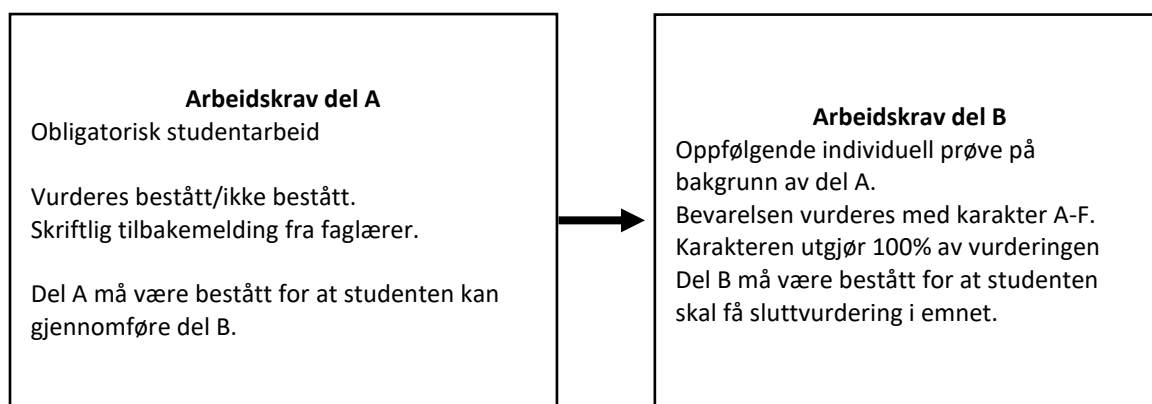 Arbeidskrav del A
Obligatorisk studentarbeid
Vurderes bestått/ikke bestått.
Skriftlig tilbakemelding fra faglærer.
Del A må være bestått for at studenten kan
gjennomføre del B.
Arbeidskrav del B
Oppfølgende individuell prøve på
bakgrunn av del A.
Bevarelsen vurderes med karakter A-F.
Karakteren utgjør 100% av vurderingen
Del B må være bestått for at studenten
skal få sluttvurdering i emnet.